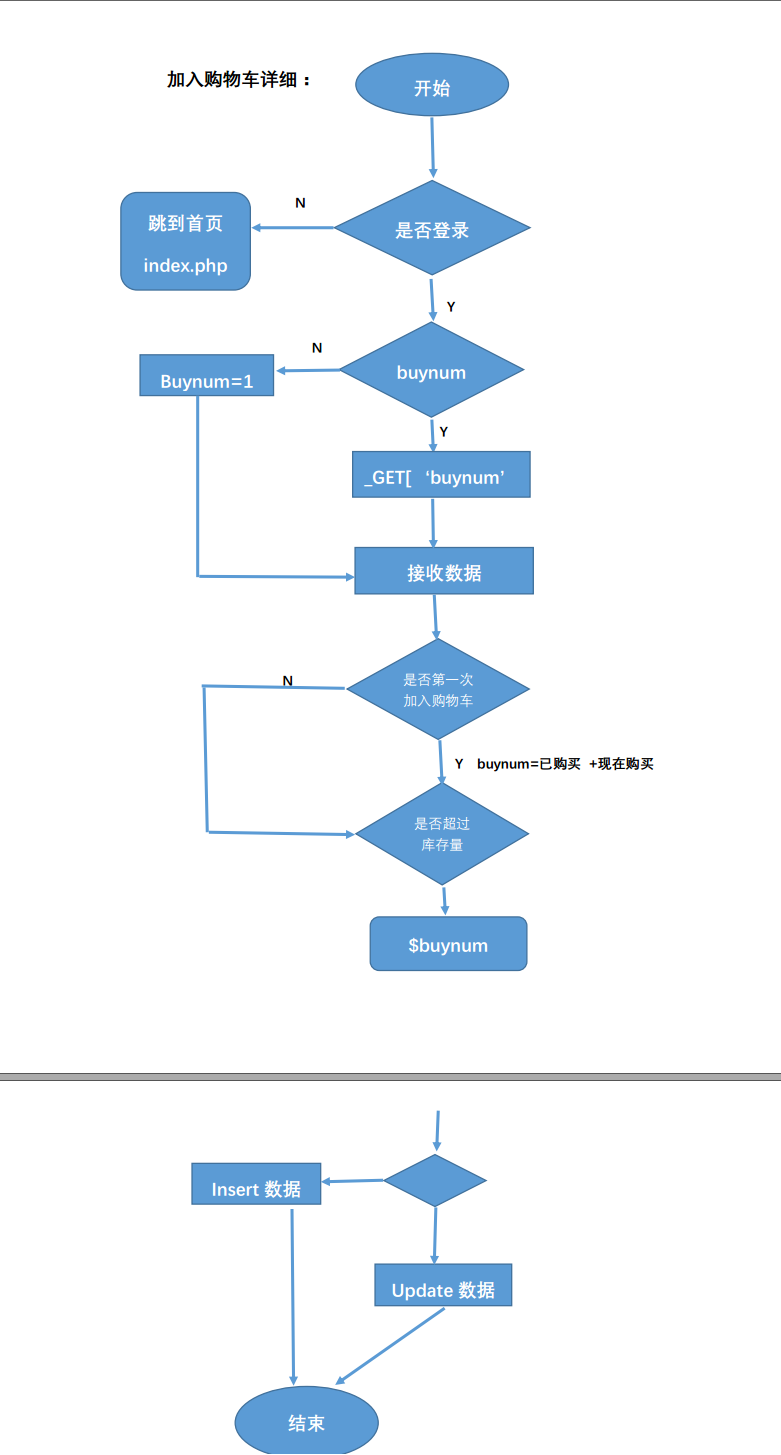 加入购物车详细：
开始
是否登录
N
跳到首页
index.php
Y
buynum
N
Buynum=1
Y
_GET[ ‘buynum’
接收数据
是否第一次
加入购物车
N
Y buynum=已购买 +现在购买
是否超过
库存量
$buynum
Insert 数据
Update 数据
结束